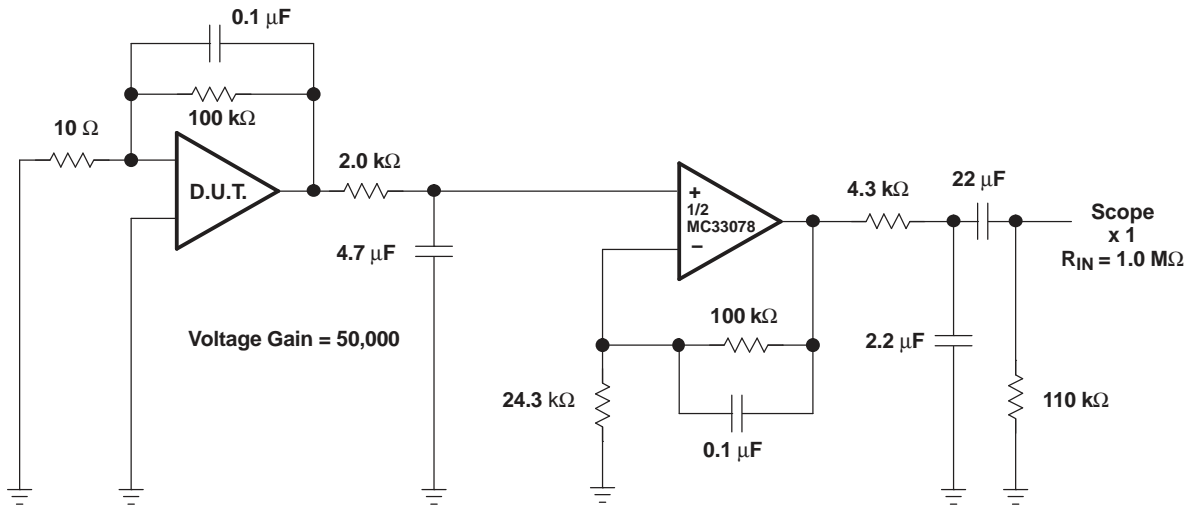 0.1 μF
100 kΩ
10 Ω
D.U.T.
2.0 kΩ
4.7 μF
Voltage Gain = 50,000
+
1/2
MC33078
−
4.3 kΩ
22 μF
Scope
x 1
R_IN = 1.0 MΩ
100 kΩ
2.2 μF
24.3 kΩ
0.1 μF
110 kΩ